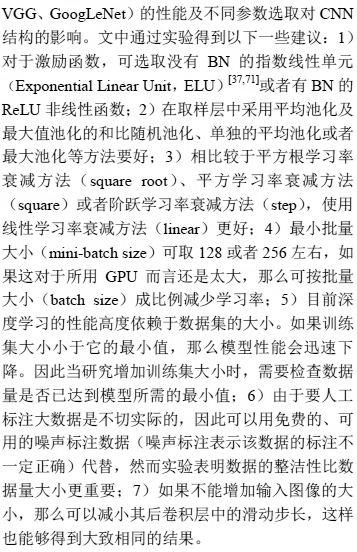 VGG、GoogLeNet）的性能及不同参数选取对 CNN
结构的影响。文中通过实验得到以下一些建议：1）
对于激励函数，可选取没有 BN 的指数线性单元
（Exponential Linear Unit，ELU）[37,71]或者有 BN 的
ReLU 非线性函数；2）在取样层中采用平均池化及
最大值池化的和比随机池化、单独的平均池化或者
最大池化等方法要好；3）相比较于平方根学习率
衰减方法（square root）、平方学习率衰减方法
（square）或者阶跃学习率衰减方法（step），使用
线性学习率衰减方法（linear）更好；4）最小批量
大小（mini-batch size）可取 128 或者 256 左右，如
果这对于所用 GPU 而言还是太大，那么可按批量
大小（batch size）成比例减少学习率；5）目前深
度学习的性能高度依赖于数据集的大小。如果训练
集大小小于它的最小值，那么模型性能会迅速下
降。因此当研究增加训练集大小时，需要检查数据
量是否已达到模型所需的最小值；6）由于要人工
标注大数据是不切实际的，因此可以用免费的、可
用的噪声标注数据（噪声标注表示该数据的标注不
一定正确）代替，然而实验表明数据的整洁性比数
据量大小更重要；7）如果不能增加输入图像的大
小，那么可以减小其后卷积层中的滑动步长，这样
也能够得到大致相同的结果。